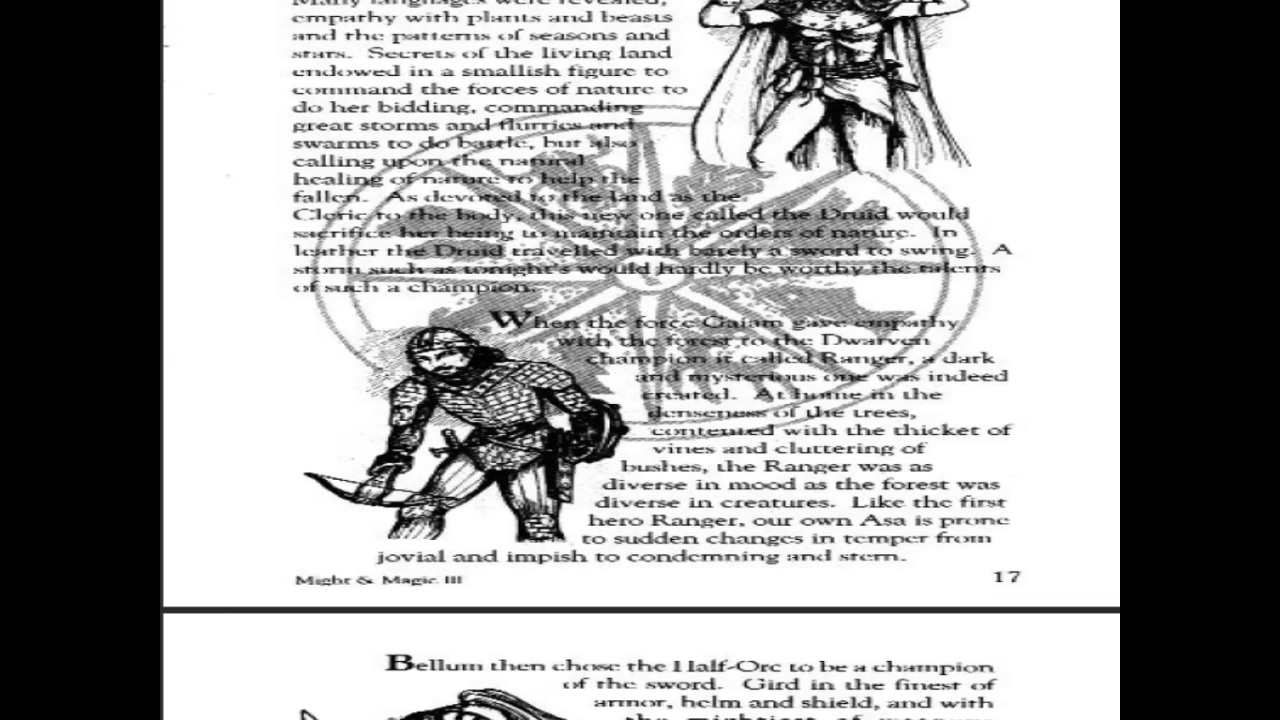 Many languages were revealed,
empathy with plants and beasts
and the patterns of seasons and
stars. Secrets of the living land
endowed in a smallish figure to
command the forces of nature to
do her bidding, commanding
great storms and flurries and
swarms to do battle, but also
calling upon the natural
healing of nature to help the
fallen. As devoted to the land as the
Cleric to the body, this new one called the Druid would
sacrifice her being to maintain the orders of nature. In
leather the Druid travelled with barely a sword to swing. A
storm such as tonight's would hardly be worthy the talents
of such a champion.
When the force Gaiam gave empathy
with the forest to the Dwarven
champion it called Ranger, a dark
and mysterious one was indeed
created. At home in the
denseness of the trees,
contented with the thicket of
vines and cluttering of
bushes, the Ranger was as
diverse in mood as the forest was
diverse in creatures. Like the first
hero Ranger, our own Asa is prone
to sudden changes in temper from
jovial and impish to condemning and stern.
Might & Magic III
17
Bellum then chose the Half-Orc to be a champion
of the sword. Gird in the finest of
armor, helm and shield, and with
the mightiest of weapons